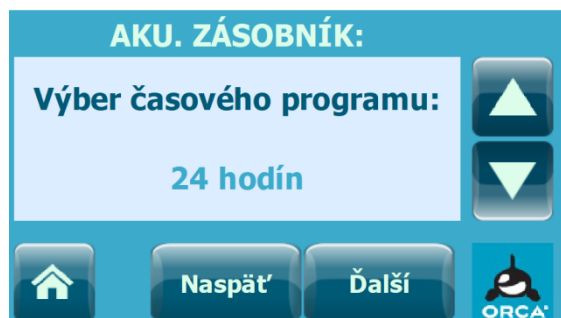 AKU. ZÁSOBNÍK:
Výber časového programu:
24 hodín
Naspäť
Ďalší
ORCA